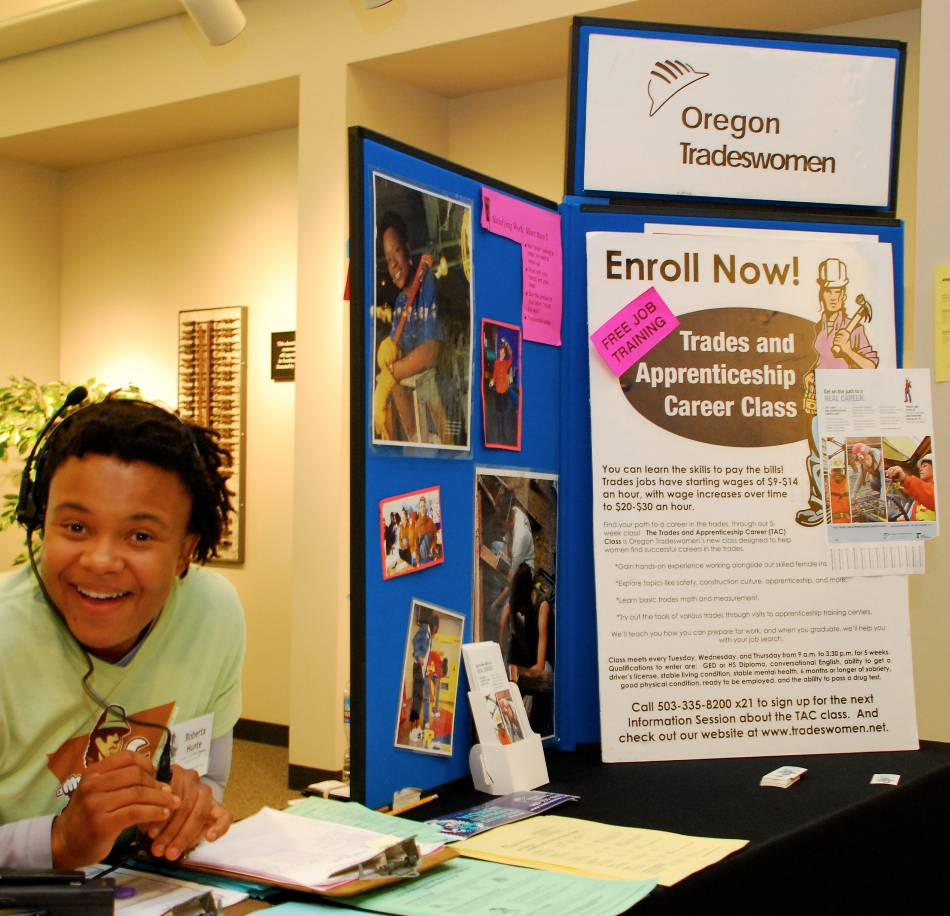 Oregon
Tradeswomen
Enroll Now!
FREE JOB
TRAINING
Trades and
Apprenticeship
Career Class
Get on the path to a
REAL CAREER.
You can learn the skills to pay the bills!
Trades jobs have starting wages of $9-$14
an hour, with wage increases over time
to $20-$30 an hour.
Find your path to a career in the trades, through our 5-
week class! The Trades and Apprenticeship Career (TAC)
Class is Oregon Tradeswomen's new class designed to help
women find successful careers in the trades.
*Gain hands-on experience working alongside our skilled female ins
*Explore topics like safety, construction culture, apprenticeship, and more.
*Learn basic trades math and measurement.
*Try out the tools of various trades through visits to apprenticeship training centers.
We'll teach you how you can prepare for work, and when you graduate, we'll help you
with your job search.
Class meets every Tuesday, Wednesday, and Thursday from 9 a.m. to 3:30 p.m. for 5 weeks.
Qualifications to enter are: GED or HS Diploma, conversational English, ability to get a
driver's license, stable living condition, stable mental health, 6 months or longer of sobriety,
good physical condition, ready to be employed, and the ability to pass a drug test.
Call 503-335-8200 x21 to sign up for the next
Information Session about the TAC class. And
check out our website at www.tradeswomen.net.
Roberta
Hunte